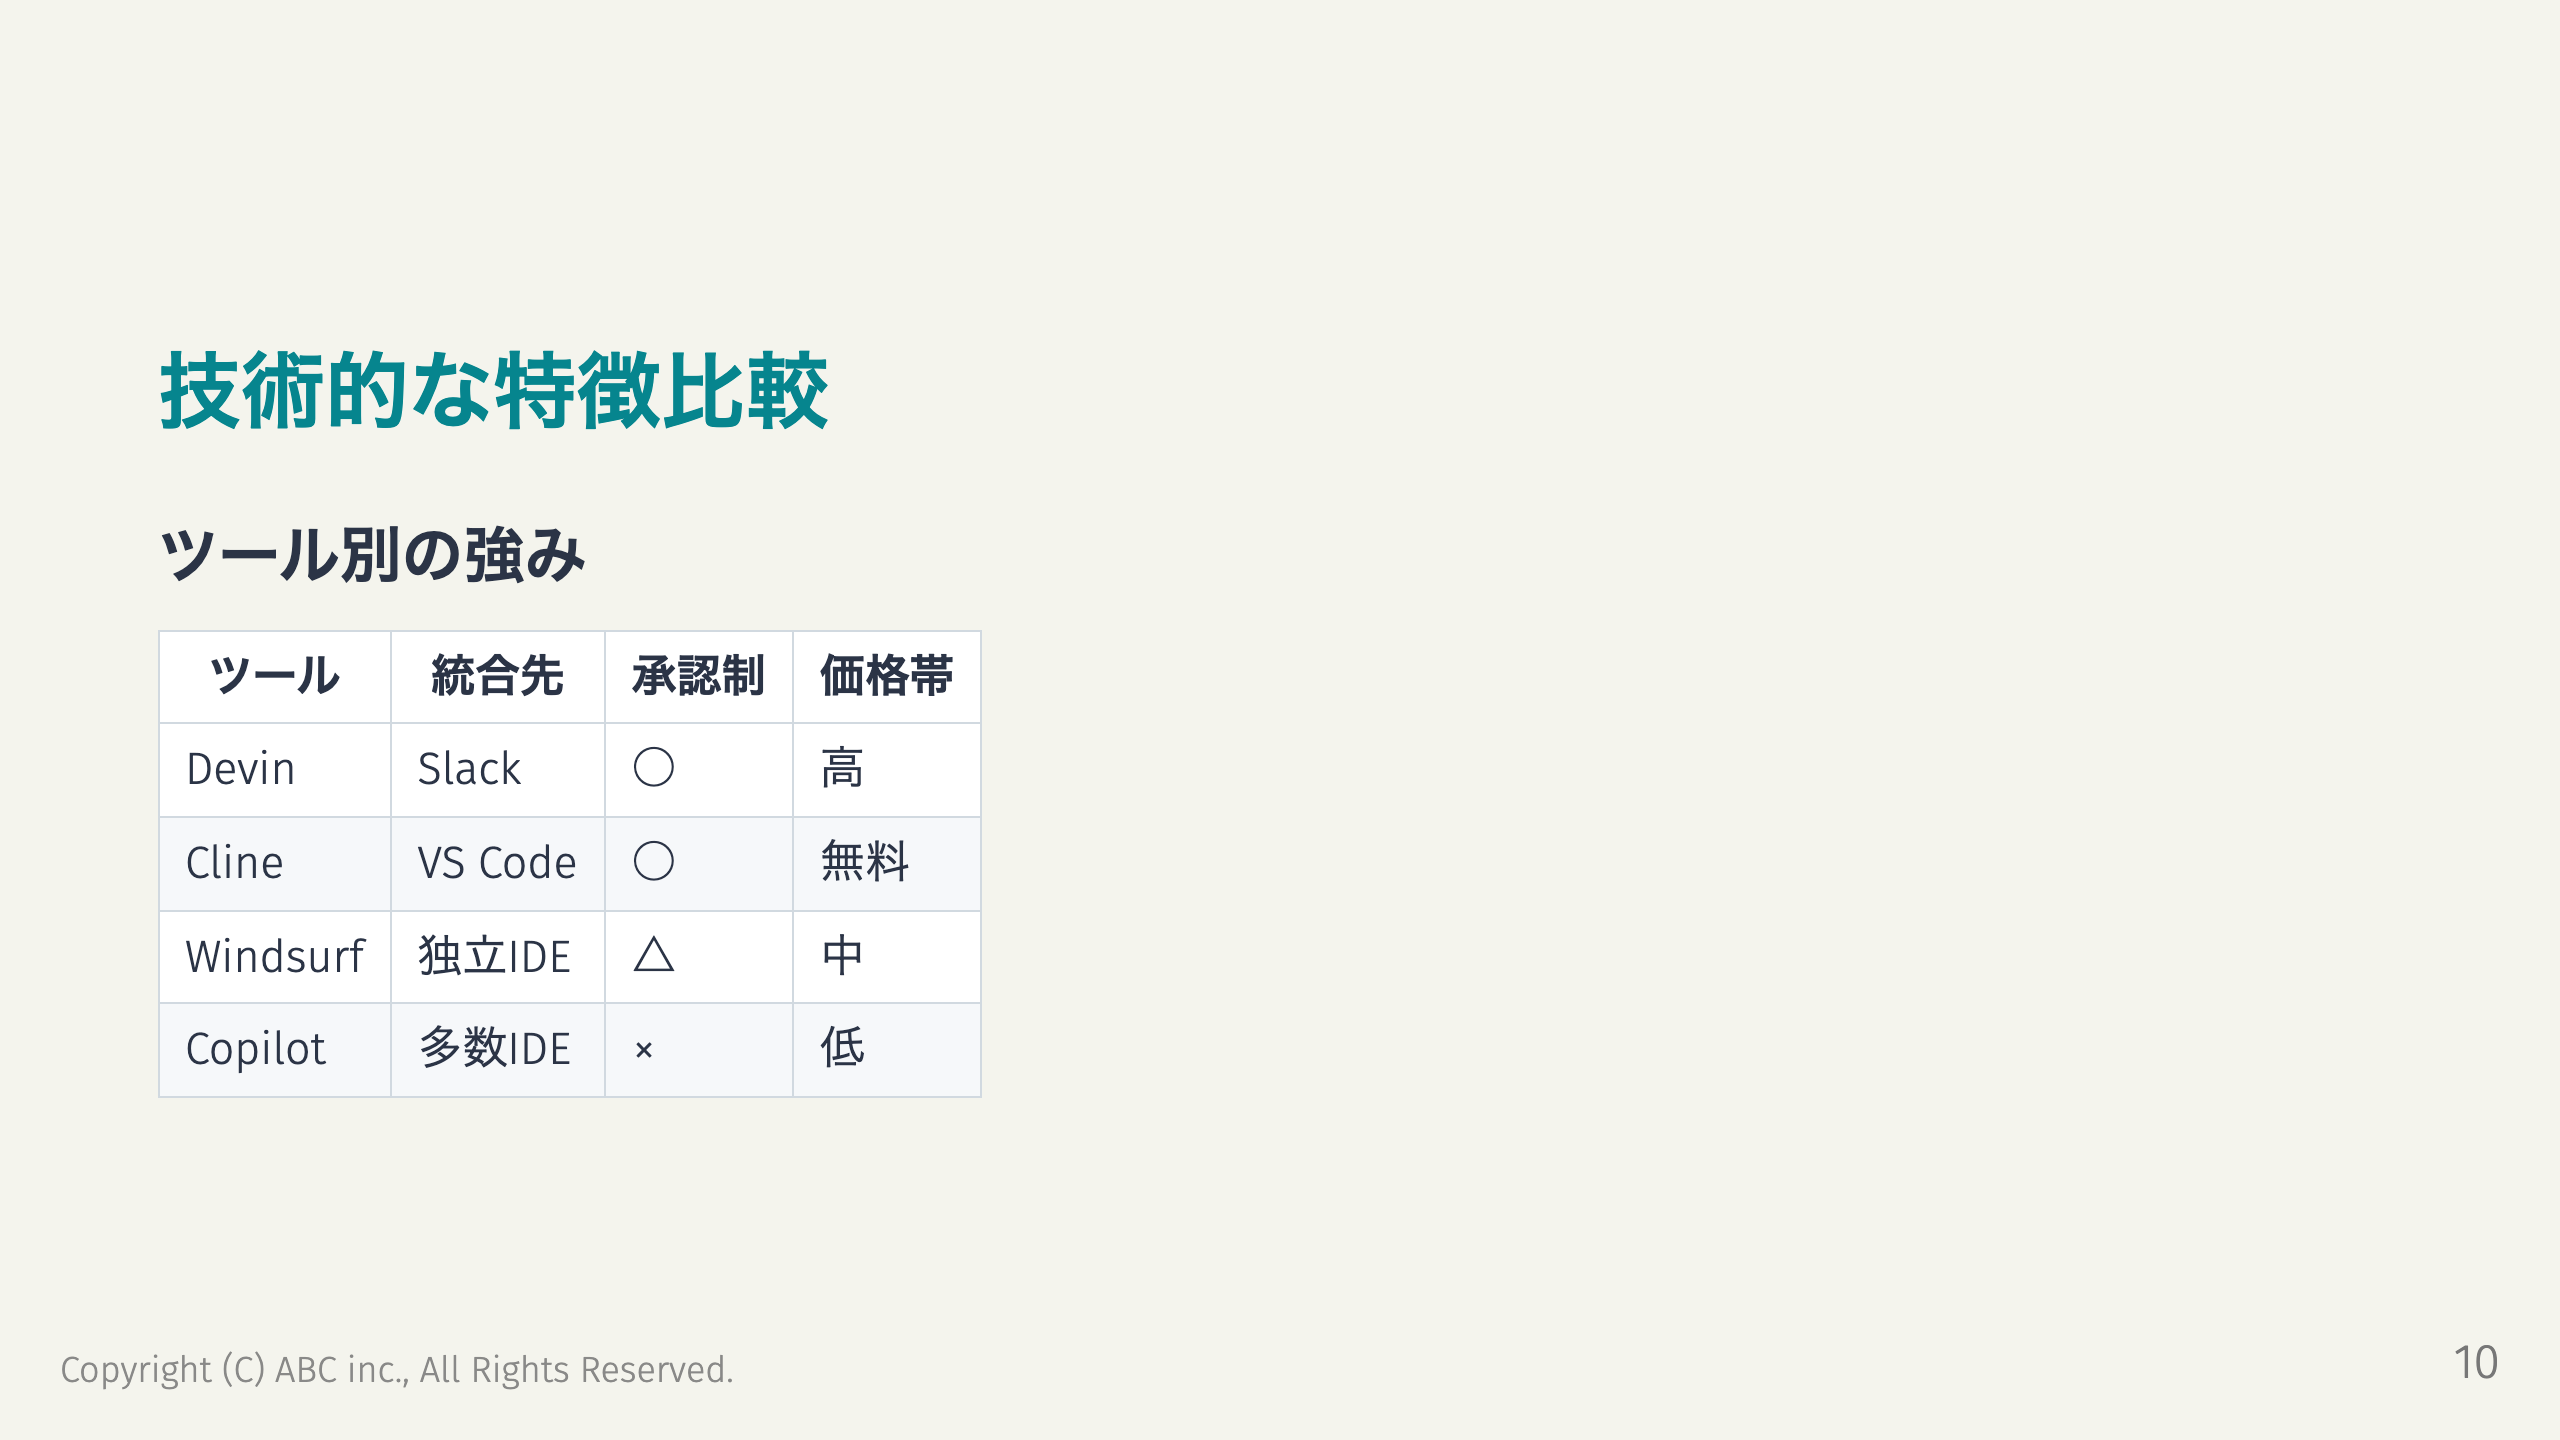 技術的な特徴比較
ツール別の強み
ツール 統合先 承認制 価格帯
Devin Slack ○ 高
Cline VS Code ○ 無料
Windsurf 独立IDE △ 中
Copilot 多数IDE × 低
Copyright (C) ABC inc., All Rights Reserved.
10